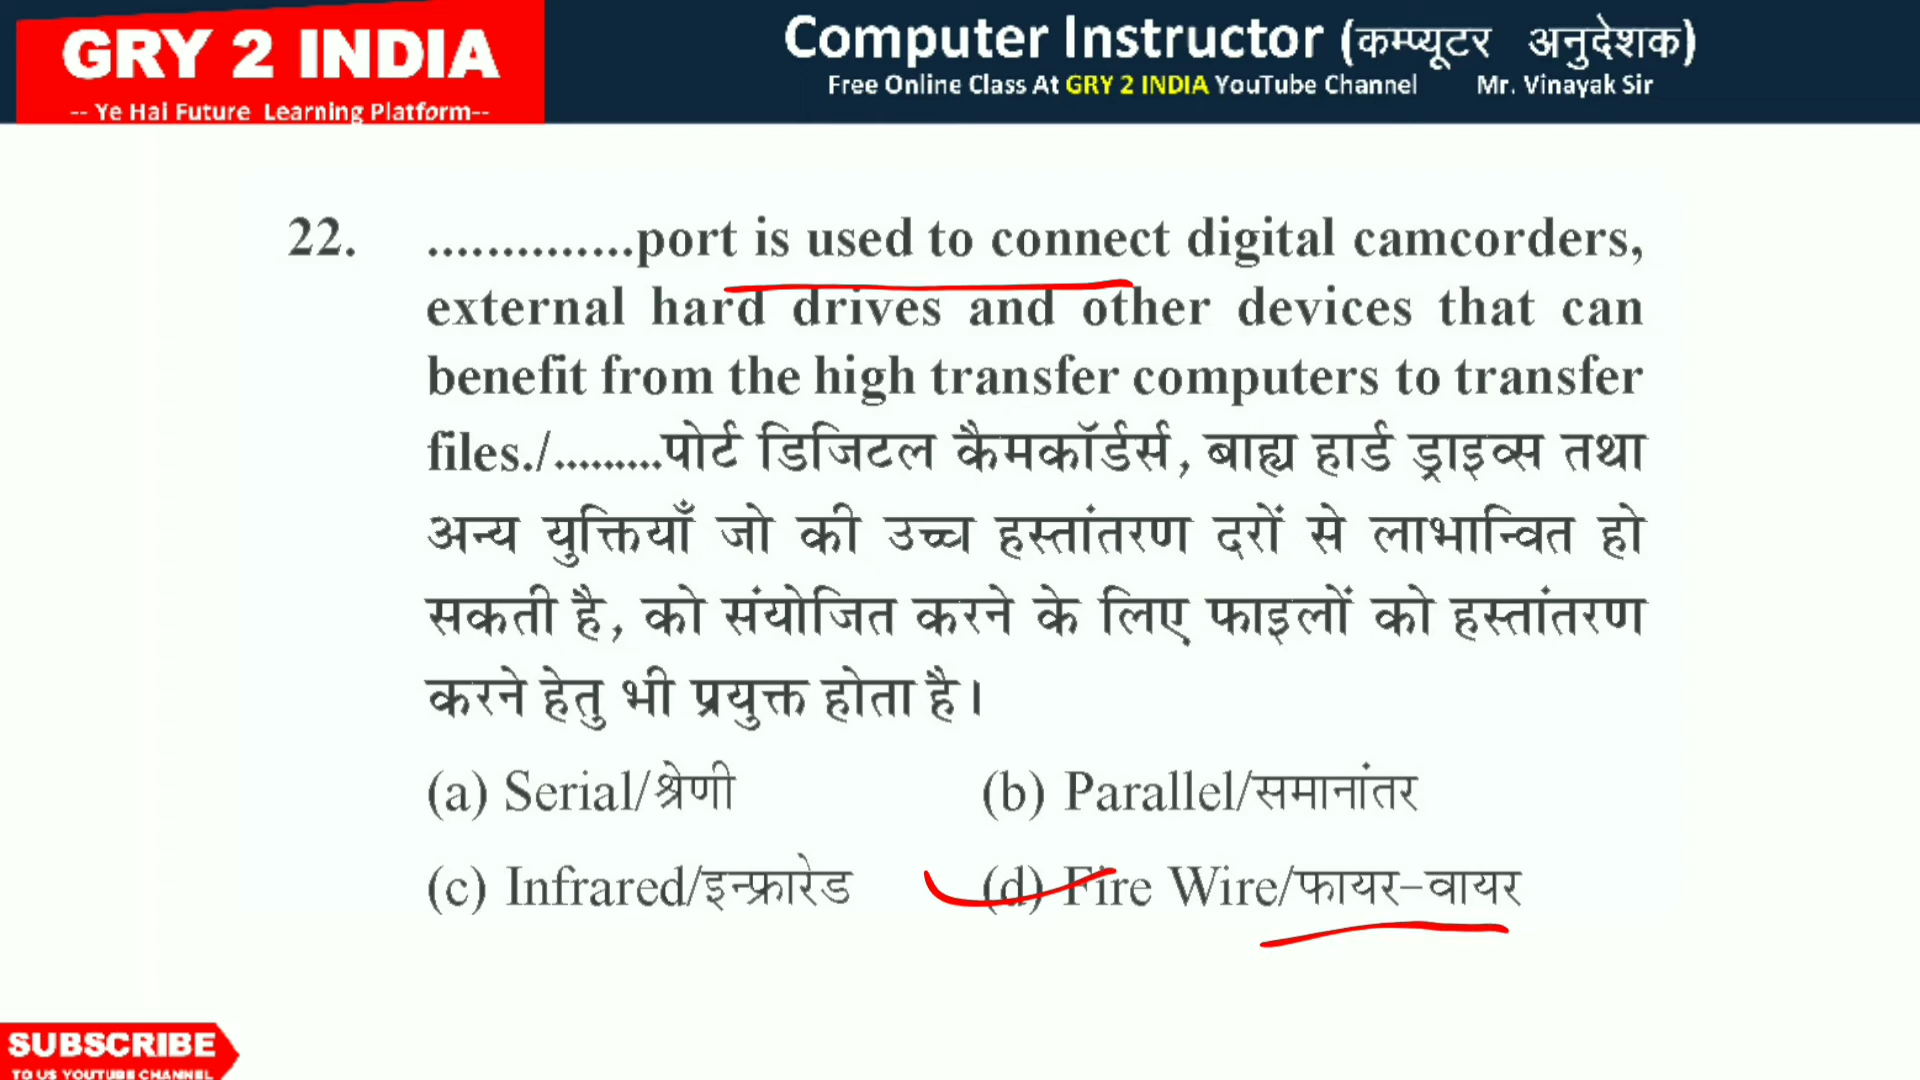 GRY 2 INDIA
-- Ye Hai Future Learning Platform--
Computer Instructor (कम्प्यूटर अनुदेशक)
Free Online Class At GRY 2 INDIA YouTube Channel Mr. Vinayak Sir
22. ..............port is used to connect digital camcorders,
external hard drives and other devices that can
benefit from the high transfer computers to transfer
files./.........पोर्ट डिजिटल कैमकॉर्डर्स, बाह्य हार्ड ड्राइव्स तथा
अन्य युक्तियाँ जो की उच्च हस्तांतरण दरों से लाभान्वित हो
सकती है, को संयोजित करने के लिए फाइलों को हस्तांतरण
करने हेतु भी प्रयुक्त होता है।
(a) Serial/श्रेणी (b) Parallel/समानांतर
(c) Infrared/इन्फ्रारेड (d) Fire Wire/फायर-वायर
SUBSCRIBE
TO US YOUTUBE CHANNEL